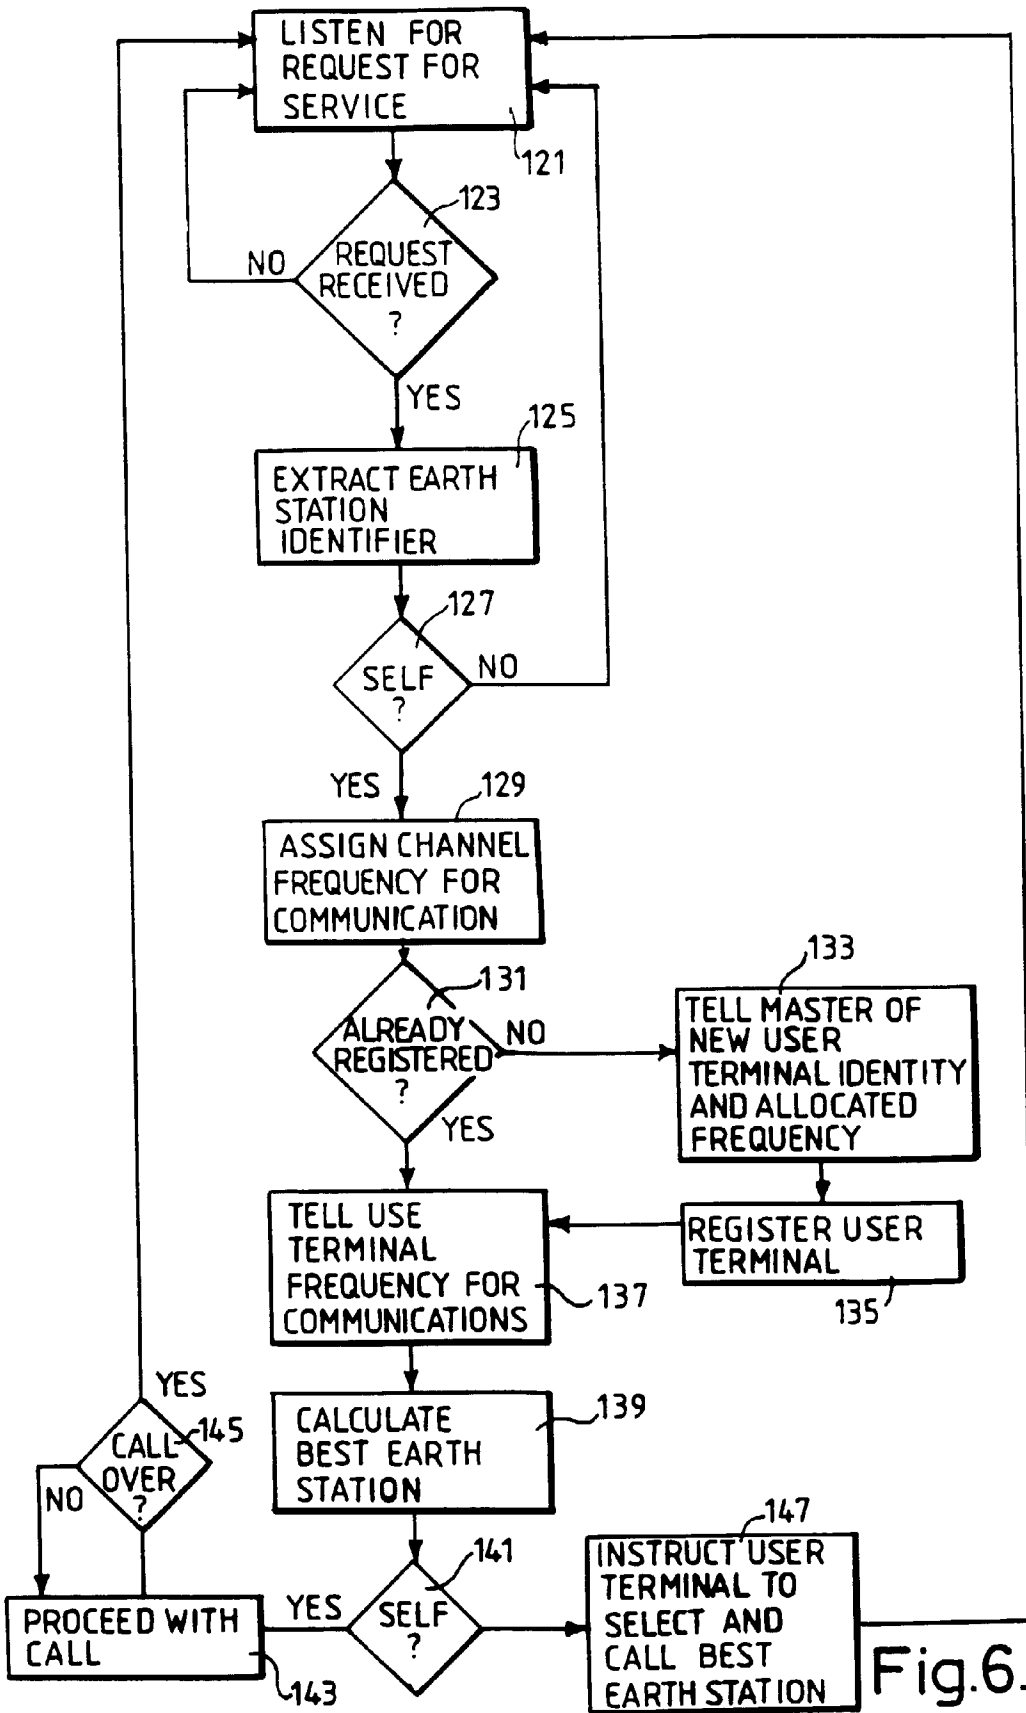 LISTEN FOR
REQUEST FOR
SERVICE
121
123
REQUEST
RECEIVED
?
NO
YES
125
EXTRACT EARTH
STATION
IDENTIFIER
127
SELF
?
NO
YES
129
ASSIGN CHANNEL
FREQUENCY FOR
COMMUNICATION
131
ALREADY
REGISTERED
?
NO
YES
133
TELL MASTER OF
NEW USER
TERMINAL IDENTITY
AND ALLOCATED
FREQUENCY
REGISTER USER
TERMINAL
135
TELL USE
TERMINAL
FREQUENCY FOR
COMMUNICATIONS
137
CALCULATE
BEST EARTH
STATION
139
141
SELF
?
YES
PROCEED WITH
CALL
143
YES
CALL
OVER
?
145
NO
147
INSTRUCT USER
TERMINAL TO
SELECT AND
CALL BEST
EARTH STATION
Fig.6.